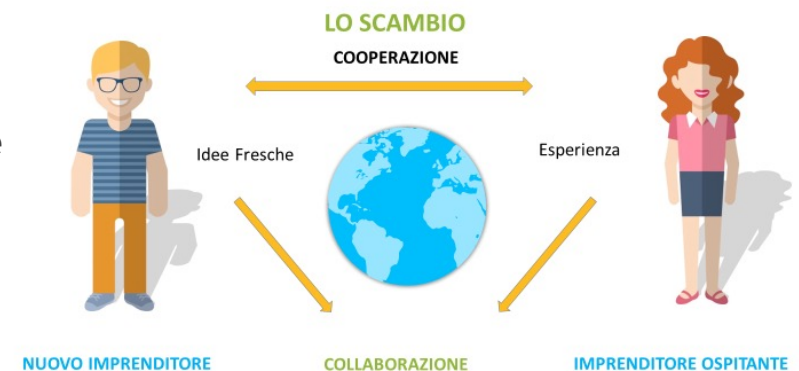 LO SCAMBIO
COOPERAZIONE
e
Idee Fresche
Esperienza
NUOVO IMPRENDITORE
COLLABORAZIONE
IMPRENDITORE OSPITANTE